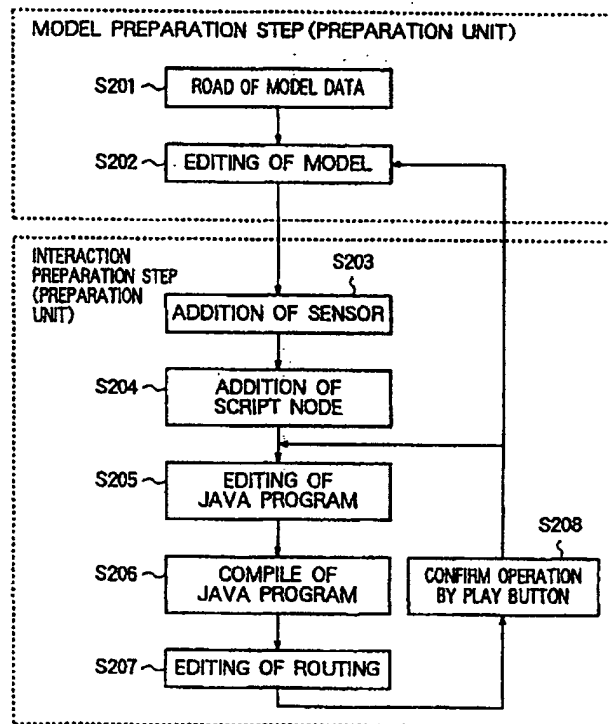 MODEL PREPARATION STEP (PREPARATION UNIT)
S201
ROAD OF MODEL DATA
S202
EDITING OF MODEL
INTERACTION
PREPARATION STEP
(PREPARATION
UNIT)
S203
ADDITION OF SENSOR
S204
ADDITION OF
SCRIPT NODE
S205
EDITING OF
JAVA PROGRAM
S206
COMPILE OF
JAVA PROGRAM
S208
CONFIRM OPERATION
BY PLAY BUTTON
S207
EDITING OF ROUTING